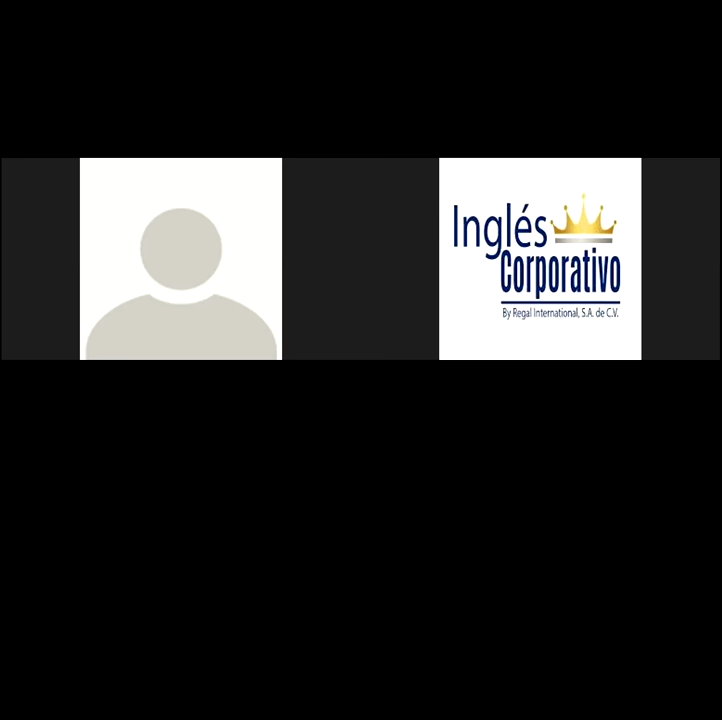 Inglés
Corporativo
By Regal International, S.A. de C.V.